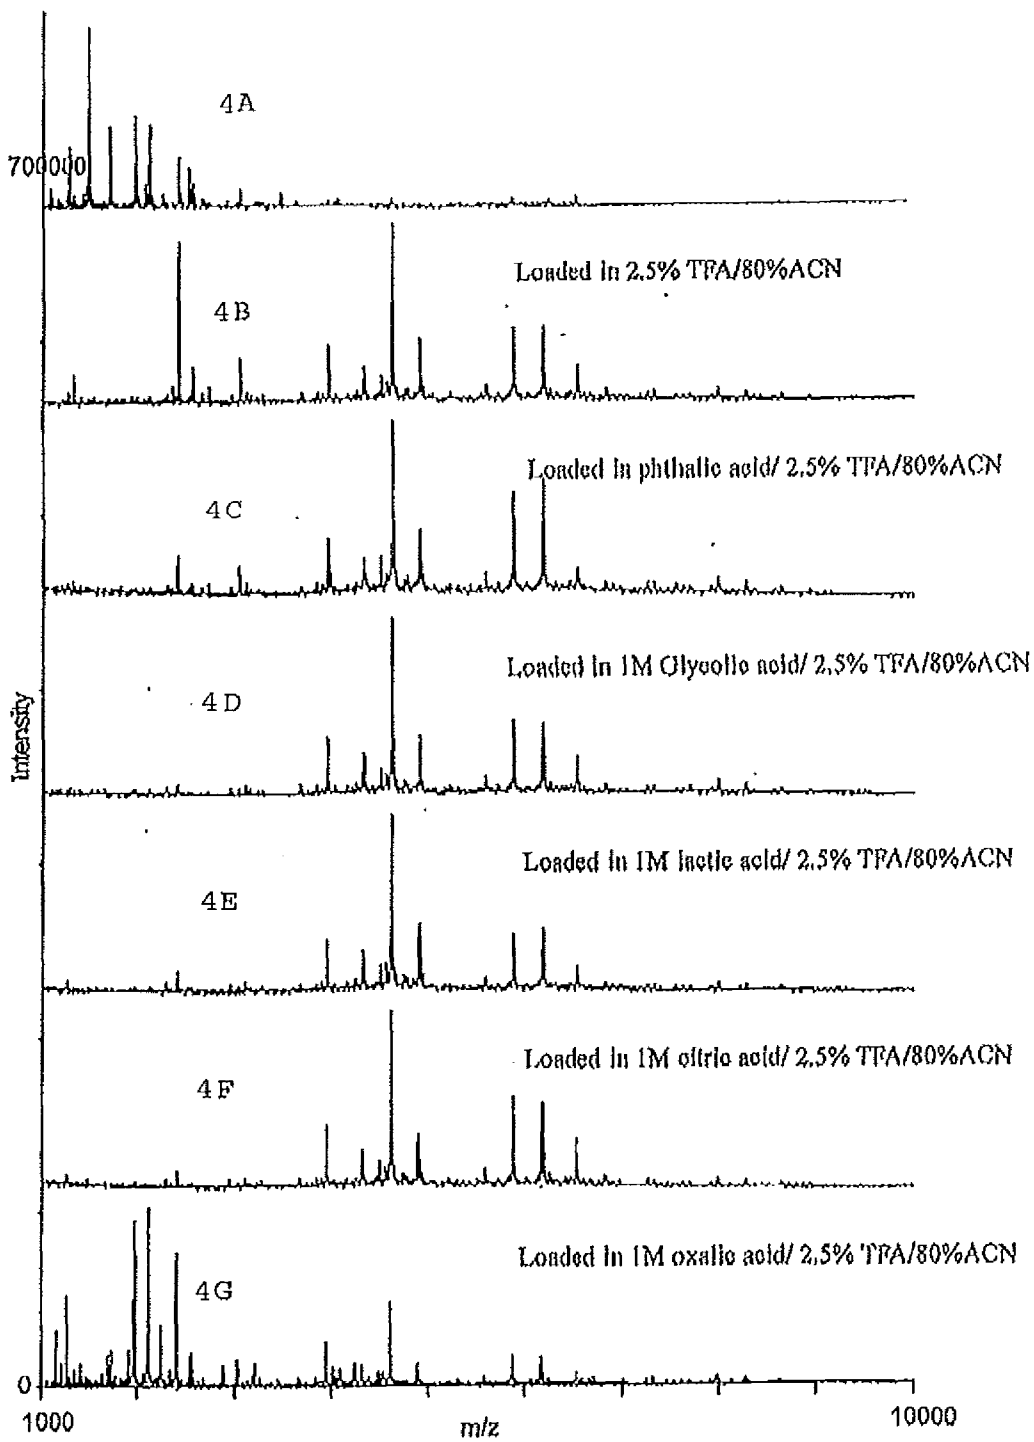 4A
700000
Loaded in 2.5% TFA/80%ACN
4B
Loaded in phthalic acid/ 2.5% TFA/80%ACN
4C
Loaded in 1M Glycolic acid/ 2.5% TFA/80%ACN
4D
Intensity
Loaded in 1M lactic acid/ 2.5% TFA/80%ACN
4E
Loaded in 1M citric acid/ 2.5% TFA/80%ACN
4F
Loaded in 1M oxalic acid/ 2.5% TFA/80%ACN
4G
0
1000
m/z
10000